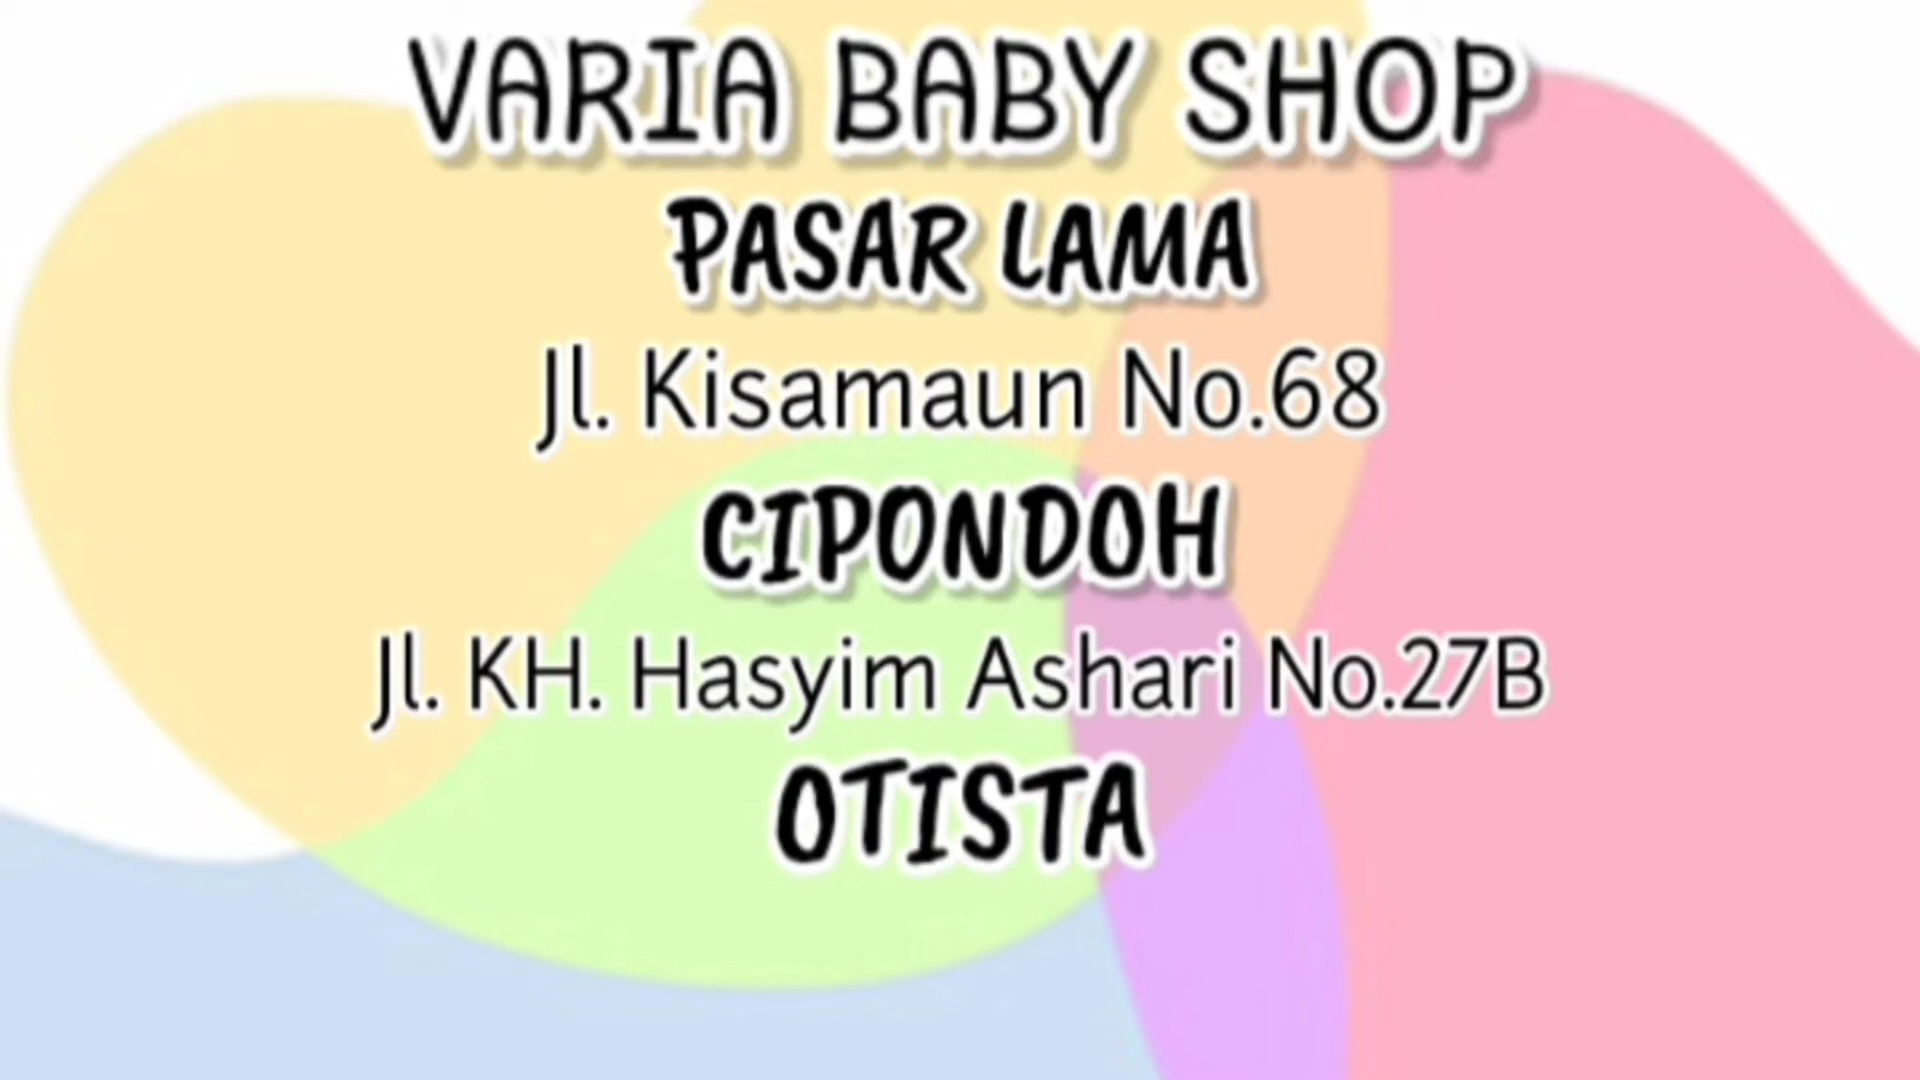 VARIA BABY SHOP
PASAR LAMA
Jl. Kisamaun No.68
CIPONDOH
Jl. KH. Hasyim Ashari No.27B
OTISTA